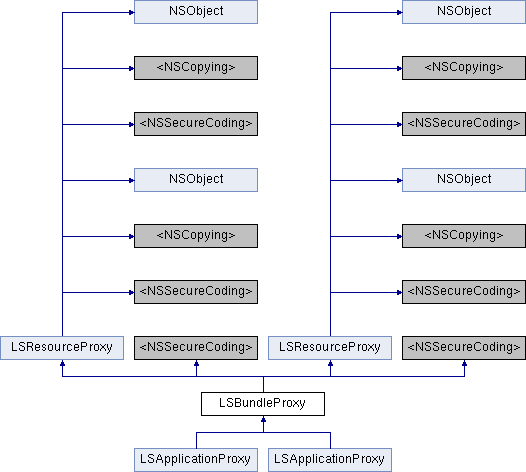 NSObject NSObject
<NSCopying> <NSCopying>
<NSSecureCoding> <NSSecureCoding>
NSObject NSObject
<NSCopying> <NSCopying>
<NSSecureCoding> <NSSecureCoding>
LSResourceProxy <NSSecureCoding> LSResourceProxy <NSSecureCoding>
LSBundleProxy
LSApplicationProxy LSApplicationProxy